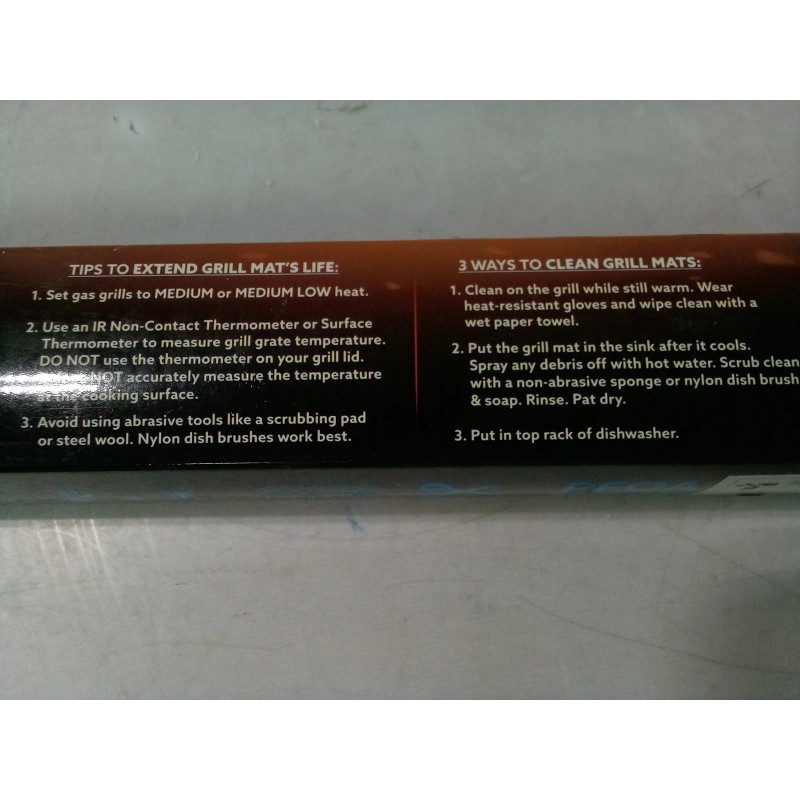 TIPS TO EXTEND GRILL MAT'S LIFE:
1. Set gas grills to MEDIUM or MEDIUM LOW heat.
2. Use an IR Non-Contact Thermometer or Surface
Thermometer to measure grill grate temperature.
DO NOT use the thermometer on your grill lid.
NOT accurately measure the temperature
at the cooking surface.
3. Avoid using abrasive tools like a scrubbing pad
or steel wool. Nylon dish brushes work best.
3 WAYS TO CLEAN GRILL MATS:
1. Clean on the grill while still warm. Wear
heat-resistant gloves and wipe clean with a
wet paper towel.
2. Put the grill mat in the sink after it cools.
Spray any debris off with hot water. Scrub clean
with a non-abrasive sponge or nylon dish brush
& soap. Rinse. Pat dry.
3. Put in top rack of dishwasher.